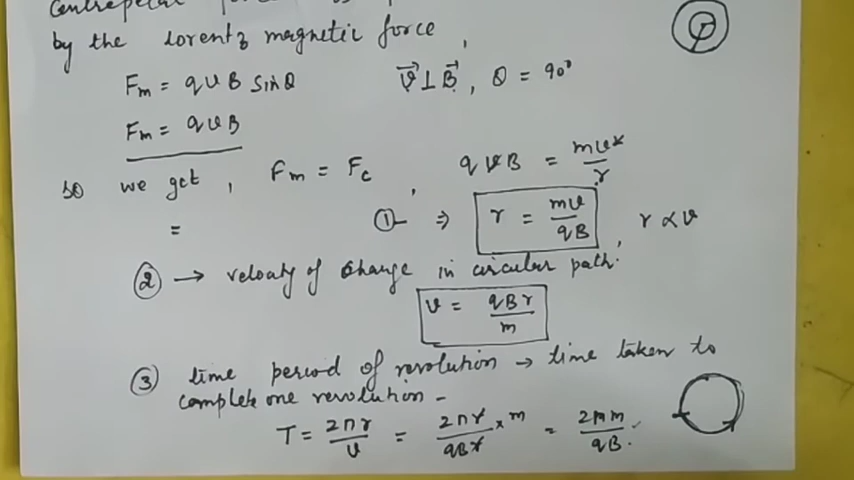 by the lorentz magnetic force,
Fm = qvB sinθ    v⃗ ⊥ B⃗, θ = 90°
Fm = qvB
so we get, Fm = Fc, qvB = mv²/r
= ① ⇒ r = mv/qB, r ∝ v
② → velocity of change in circular path.
v = qBr/m
③ time period of revolution → time taken to
complete one revolution -
T = 2πr/v = 2πr/qBr × m = 2πm/qB.